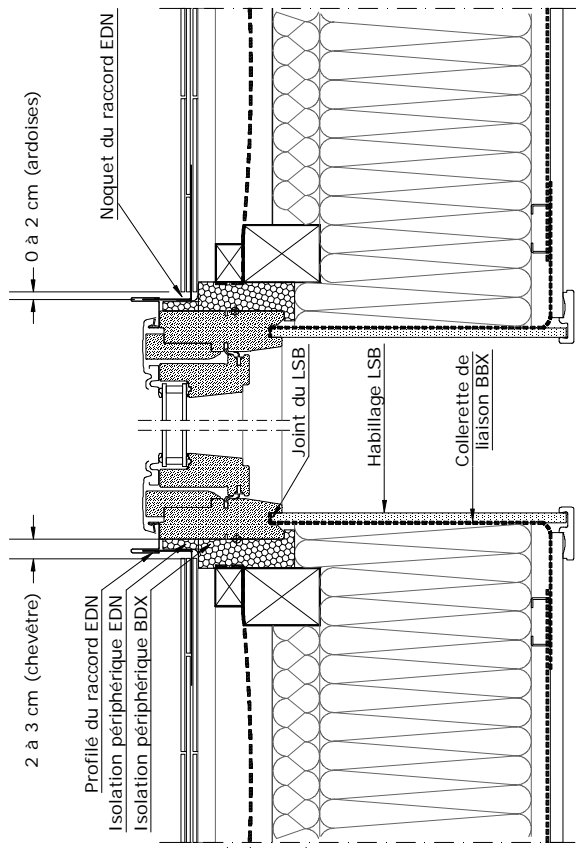 0 à 2 cm (ardoises)
Noquet du raccord EDN
Joint du LSB
Habillage LSB
Collerette de
liaison BBX
2 à 3 cm (chevêtre)
Profilé du raccord EDN
Isolation périphérique EDN
Isolation périphérique BDX